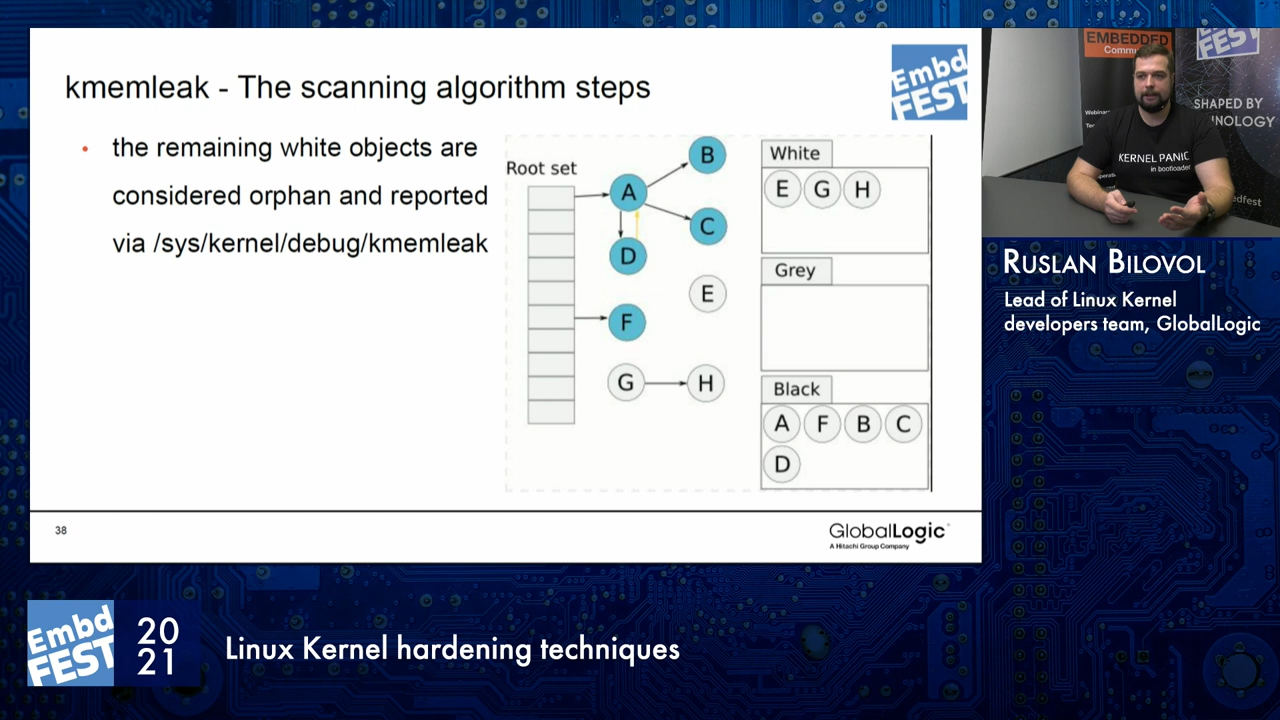 kmemleak - The scanning algorithm steps
Embd
FEST
• the remaining white objects are
considered orphan and reported
via /sys/kernel/debug/kmemleak
Root set
A
B
C
D
E
F
G
H
White
E G H
Grey
Black
A F B C
D
38
GlobalLogic
A Hitachi Group Company
EMBEDDED
FEST
SHAPED BY
KERNEL PANIC
in bootloader
RUSLAN BILOVOL
Lead of Linux Kernel
developers team, GlobalLogic
Embd
FEST
20
21
Linux Kernel hardening techniques